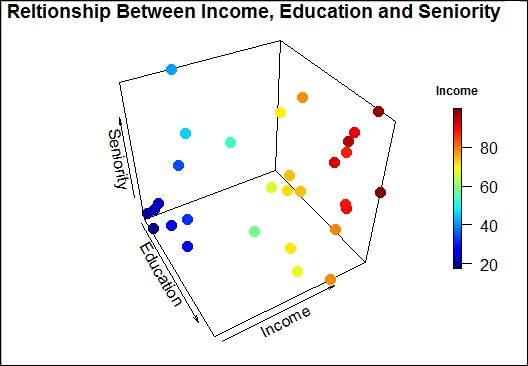 Reltionship Between Income, Education and Seniority
Income
80
60
40
20
Seniority
Education
Income